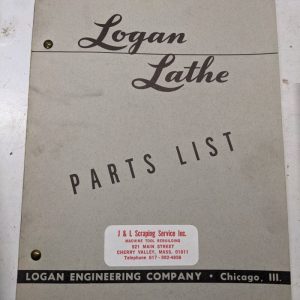 Logan
Lathe
PARTS LIST
J & L Scraping Service Inc.
MACHINE TOOL REBUILDING
921 MAIN STREET
CHERRY VALLEY, MASS. 01611
Telephone 617 - 892-4808
LOGAN ENGINEERING COMPANY • Chicago, Ill.